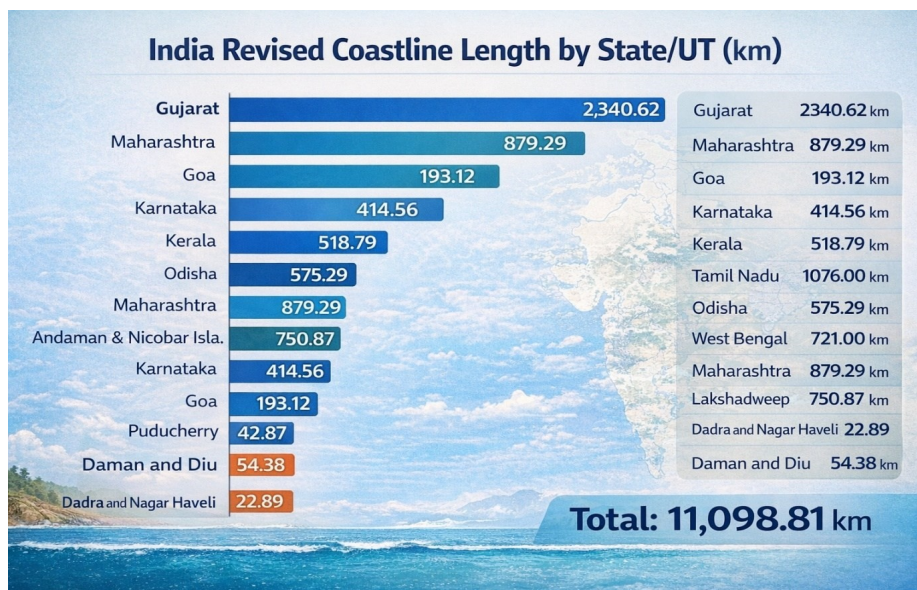 India Revised Coastline Length by State/UT (km)
Gujarat 2,340.62
Maharashtra 879.29
Goa 193.12
Karnataka 414.56
Kerala 518.79
Odisha 575.29
Maharashtra 879.29
Andaman & Nicobar Isla. 750.87
Karnataka 414.56
Goa 193.12
Puducherry 42.87
Daman and Diu 54.38
Dadra and Nagar Haveli 22.89
Gujarat 2340.62 km
Maharashtra 879.29 km
Goa 193.12 km
Karnataka 414.56 km
Kerala 518.79 km
Tamil Nadu 1076.00 km
Odisha 575.29 km
West Bengal 721.00 km
Maharashtra 879.29 km
Lakshadweep 750.87 km
Dadra and Nagar Haveli 22.89
Daman and Diu 54.38 km
Total: 11,098.81 km